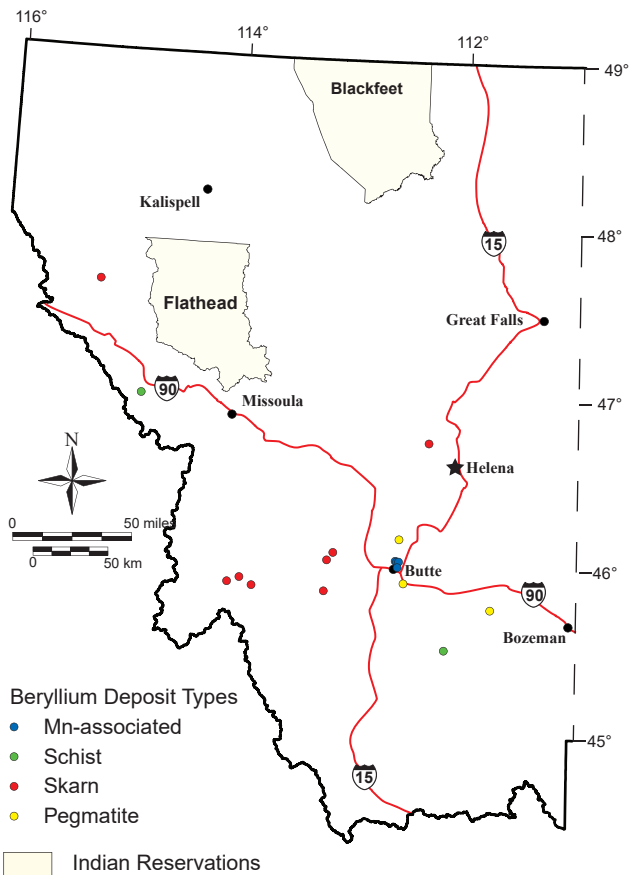 116°
114°
112°
49°
Blackfeet
Kalispell
48°
15
Flathead
Great Falls
90
Missoula
47°
N
Helena
0 50 miles
0 50 km
Butte
46°
90
Bozeman
Beryllium Deposit Types
Mn-associated
Schist
45°
Skarn
15
Pegmatite
Indian Reservations